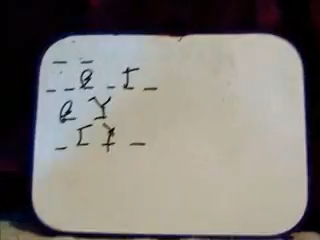 _ _
_ _ e _ I _
e Y
_ I _